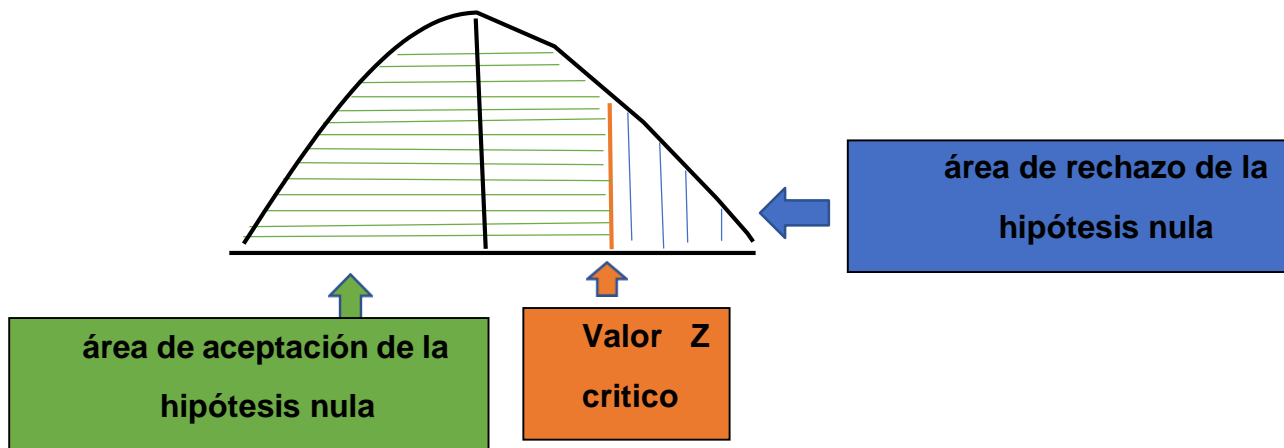 área de rechazo de la
hipótesis nula
área de aceptación de la
hipótesis nula
Valor Z
critico